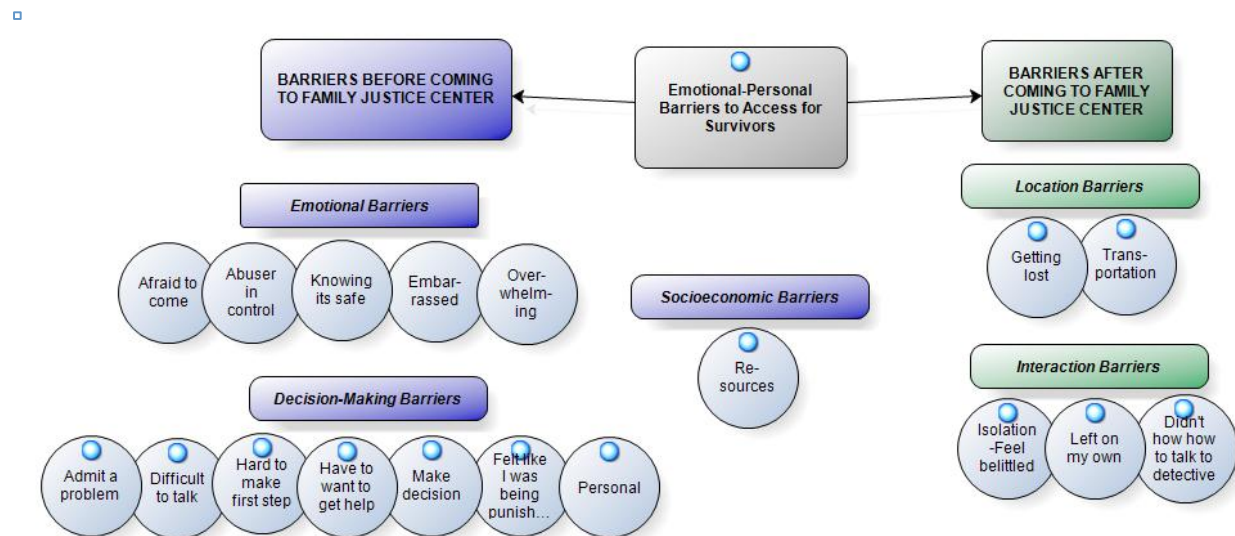 BARRIERS BEFORE COMING
TO FAMILY JUSTICE CENTER
Emotional-Personal
Barriers to Access for
Survivors
BARRIERS AFTER
COMING TO FAMILY
JUSTICE CENTER
Emotional Barriers
Afraid to
come
Abuser
in
control
Knowing
its safe
Embar-
rassed
Over-
whelm-
ing
Decision-Making Barriers
Admit a
problem
Difficult
to talk
Hard to
make
first step
Have to
want to
get help
Make
decision
Felt like
I was
being
punish...
Personal
Socioeconomic Barriers
Re-
sources
Location Barriers
Getting
lost
Trans-
portation
Interaction Barriers
Isolation
-Feel
belittled
Left on
my own
Didn't
how how
to talk to
detective